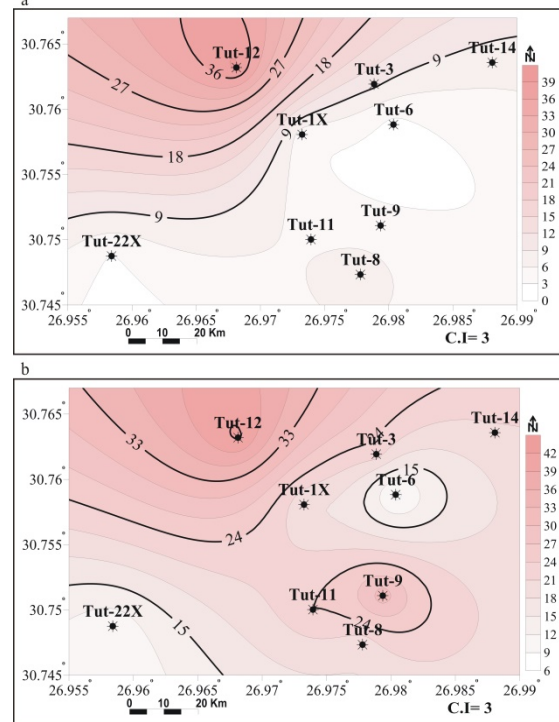 a
30.765
30.76
30.755
30.75
30.745
Tut-12
36
27
27
18
18
9
9
9
Tut-14
Tut-3
Tut-6
Tut-1X
Tut-11
Tut-9
Tut-8
Tut-22X
N
39
36
33
30
27
24
21
18
15
12
9
6
3
0
26.955° 26.96° 26.965° 26.97° 26.975° 26.98° 26.985° 26.99°
0 10 20 Km
C.I= 3
b
30.765
30.76
30.755
30.75
30.745
Tut-12
33
33
24
24
24
15
15
Tut-14
Tut-3
Tut-6
Tut-1X
Tut-11
Tut-9
Tut-8
Tut-22X
N
42
39
36
33
30
27
24
21
18
15
12
9
6
26.955° 26.96° 26.965° 26.97° 26.975° 26.98° 26.985° 26.99°
0 10 20 Km
C.I= 3